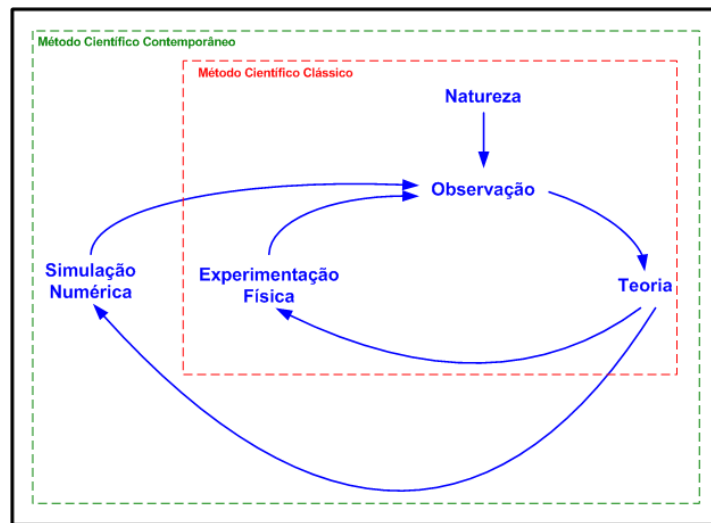 Método Científico Contemporâneo
Método Científico Clássico
Natureza
Observação
Simulação
Numérica
Experimentação
Física
Teoria